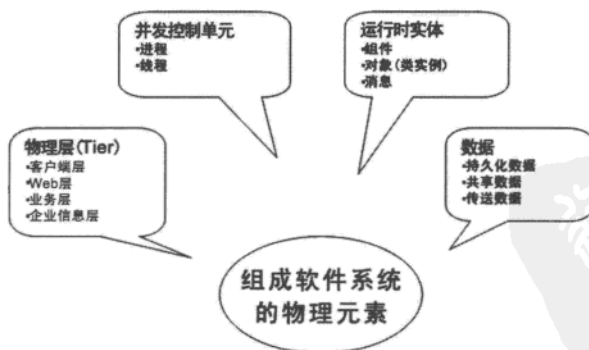 并发控制单元
•进程
•线程
运行时实体
•组件
•对象(类实例)
•消息
物理层(Tier)
•客户端层
•Web层
•业务层
•企业信息层
数据
•持久化数据
•共享数据
•传送数据
组成软件系统
的物理元素